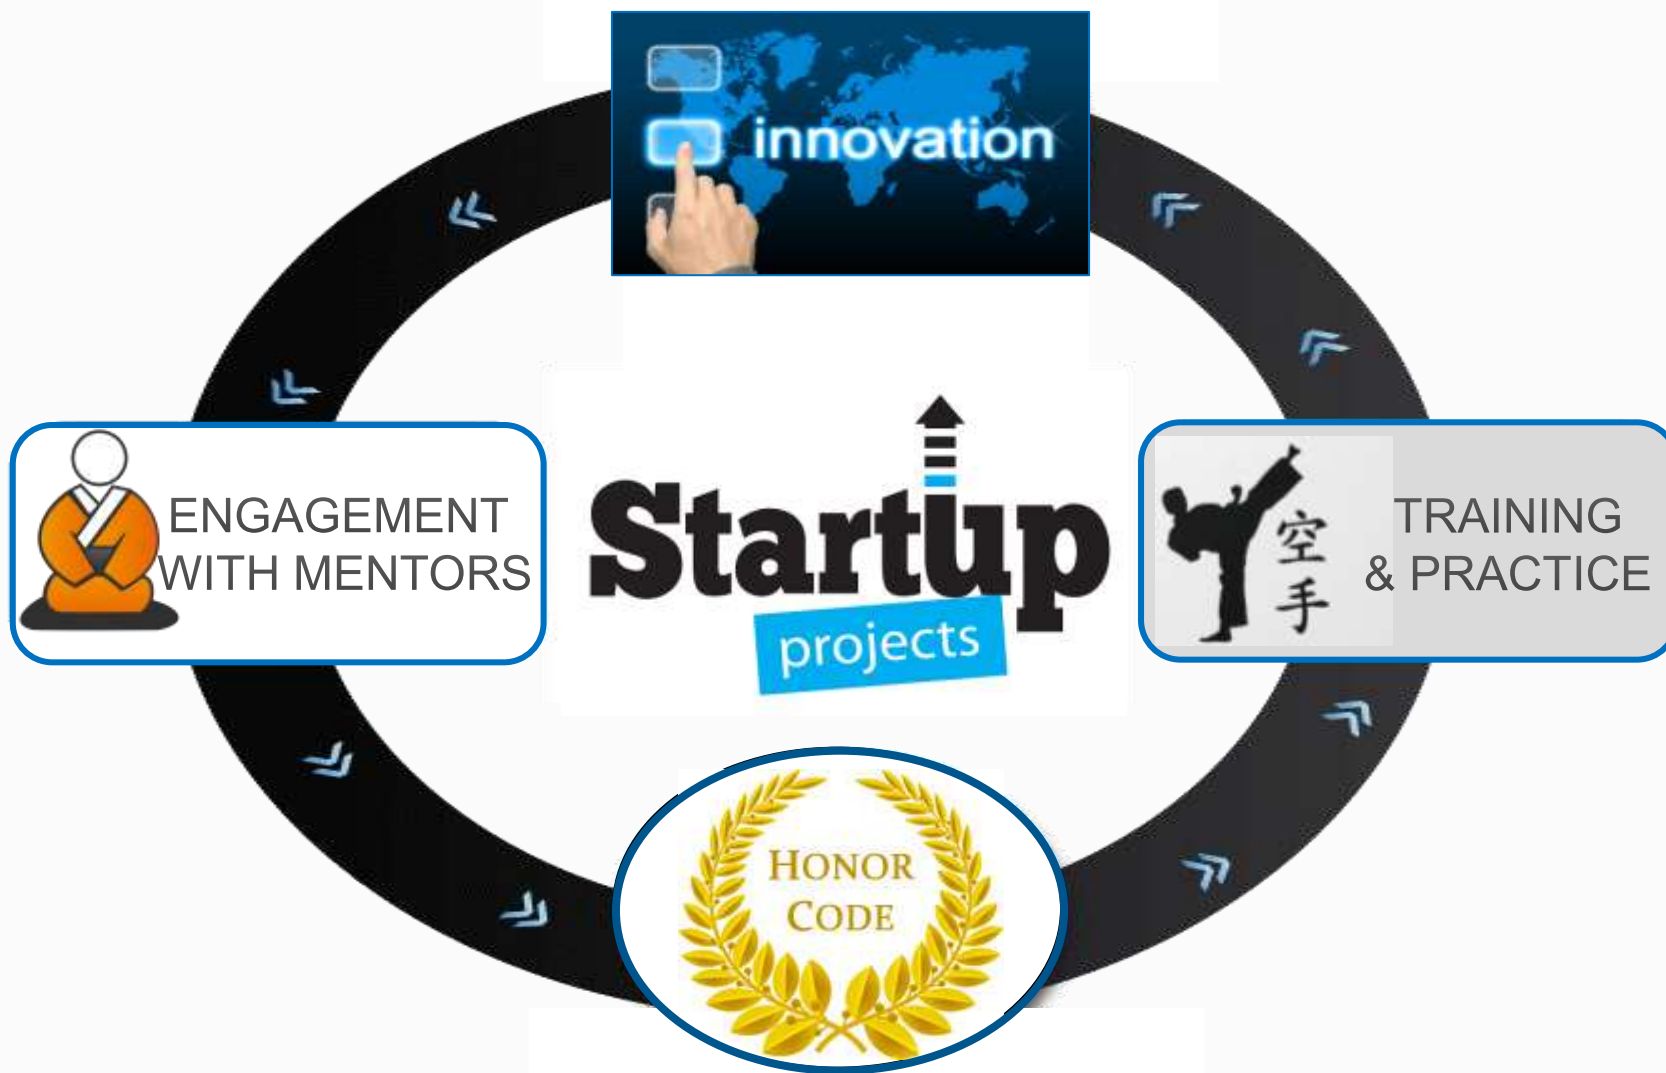 innovation
ENGAGEMENT
WITH MENTORS
Startup
projects
空
手
TRAINING
& PRACTICE
HONOR
CODE